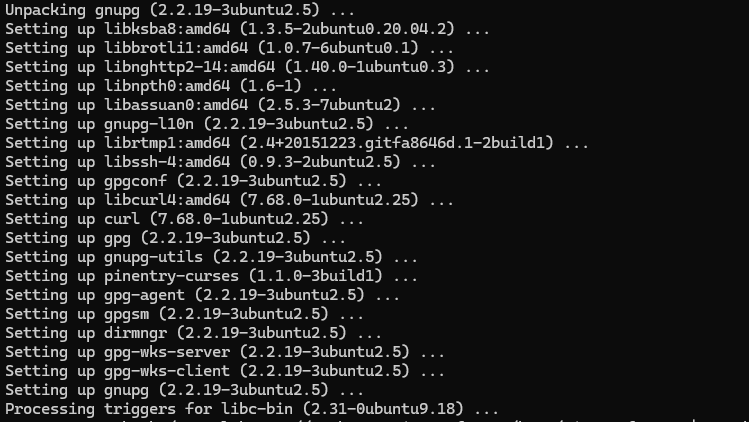 Unpacking gnupg (2.2.19-3ubuntu2.5) ...
Setting up libksba8:amd64 (1.3.5-2ubuntu0.20.04.2) ...
Setting up libbrotli1:amd64 (1.0.7-6ubuntu0.1) ...
Setting up libnghttp2-14:amd64 (1.40.0-1ubuntu0.3) ...
Setting up libnpth0:amd64 (1.6-1) ...
Setting up libassuan0:amd64 (2.5.3-7ubuntu2) ...
Setting up gnupg-l10n (2.2.19-3ubuntu2.5) ...
Setting up librtmp1:amd64 (2.4+20151223.gitfa8646d.1-2build1) ...
Setting up libssh-4:amd64 (0.9.3-2ubuntu2.5) ...
Setting up gpgconf (2.2.19-3ubuntu2.5) ...
Setting up libcurl4:amd64 (7.68.0-1ubuntu2.25) ...
Setting up curl (7.68.0-1ubuntu2.25) ...
Setting up gpg (2.2.19-3ubuntu2.5) ...
Setting up gnupg-utils (2.2.19-3ubuntu2.5) ...
Setting up pinentry-curses (1.1.0-3build1) ...
Setting up gpg-agent (2.2.19-3ubuntu2.5) ...
Setting up gpgsm (2.2.19-3ubuntu2.5) ...
Setting up dirmngr (2.2.19-3ubuntu2.5) ...
Setting up gpg-wks-server (2.2.19-3ubuntu2.5) ...
Setting up gpg-wks-client (2.2.19-3ubuntu2.5) ...
Setting up gnupg (2.2.19-3ubuntu2.5) ...
Processing triggers for libc-bin (2.31-0ubuntu9.18) ...